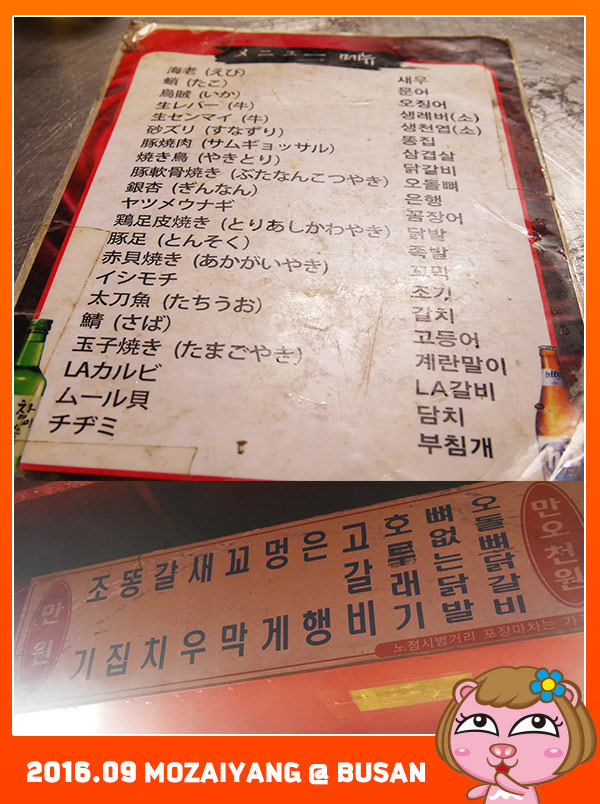 メニュー
海老 (えび) 새우
蛸 (たこ) 문어
烏賊 (いか) 오징어
生レバー (牛) 생레버(소)
生センマイ (牛) 생천엽(소)
砂ズリ (すなずり) 똥집
豚焼肉 (サムギョッサル) 삼겹살
焼き鳥 (やきとり) 닭갈비
豚軟骨焼き (ぶたなんこつやき) 오돌뼈
銀杏 (ぎんなん) 은행
ヤツメウナギ 꼼장어
鶏足皮焼き (とりあしかわやき) 닭발
豚足 (とんそく) 족발
赤貝焼き (あかがいやき) 꼬막
イシモチ 조기
太刀魚 (たちうお) 갈치
鯖 (さば) 고등어
玉子焼き (たまごやき) 계란말이
LAカルビ LA갈비
ムール貝 담치
チヂミ 부침개
만원
조기
똥집
갈치
새우
꼬막
멍게
은행
고갈비
호로래기
뼈없는닭발
오돌뼈닭갈비
만오천원
노점시범거리 포장마차는
2016.09 MOZAIYANG @ BUSAN